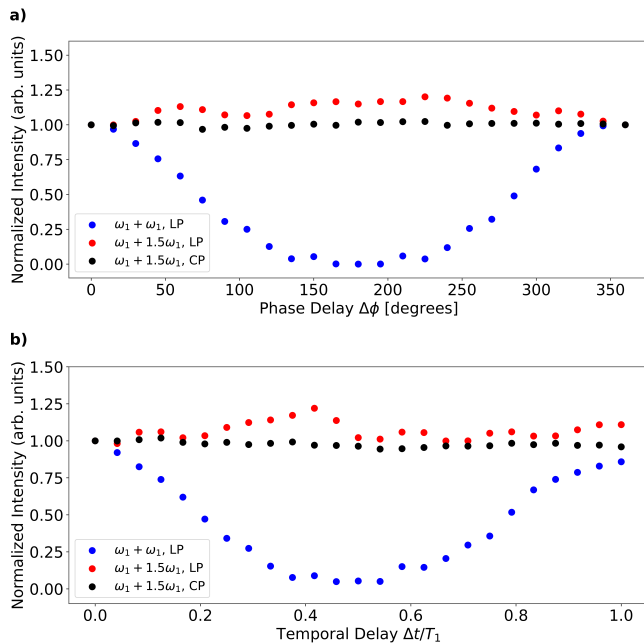 a)
Normalized Intensity (arb. units)
1.50
1.25
1.00
0.75
0.50
0.25
0.00
ω₁ + ω₁, LP
ω₁ + 1.5ω₁, LP
ω₁ + 1.5ω₁, CP
0 50 100 150 200 250 300 350
Phase Delay Δϕ [degrees]
b)
Normalized Intensity (arb. units)
1.50
1.25
1.00
0.75
0.50
0.25
0.00
ω₁ + ω₁, LP
ω₁ + 1.5ω₁, LP
ω₁ + 1.5ω₁, CP
0.0 0.2 0.4 0.6 0.8 1.0
Temporal Delay Δt/T₁